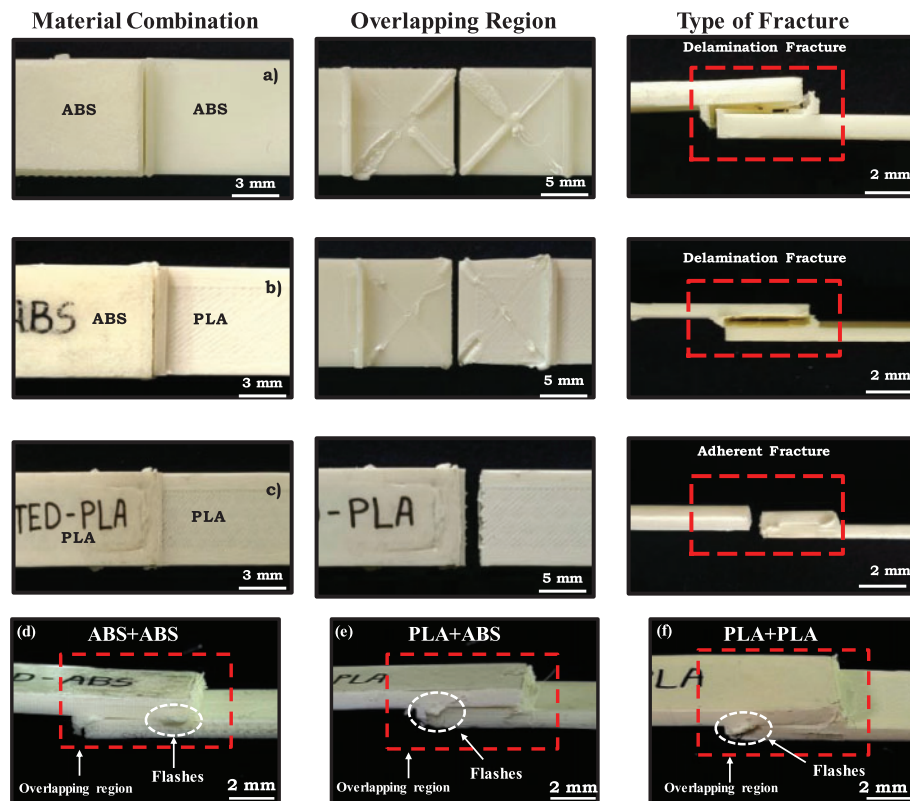 Material Combination
Overlapping Region
Type of Fracture
a)
ABS
ABS
3 mm
5 mm
Delamination Fracture
2 mm
b)
ABS
ABS
PLA
3 mm
5 mm
Delamination Fracture
2 mm
c)
TED-PLA
PLA
PLA
3 mm
-PLA
5 mm
Adherent Fracture
2 mm
(d)
ABS+ABS
D-ABS
Flashes
Overlapping region
2 mm
(e)
PLA+ABS
PLA
Flashes
Overlapping region
2 mm
(f)
PLA+PLA
LA
Flashes
Overlapping region
2 mm